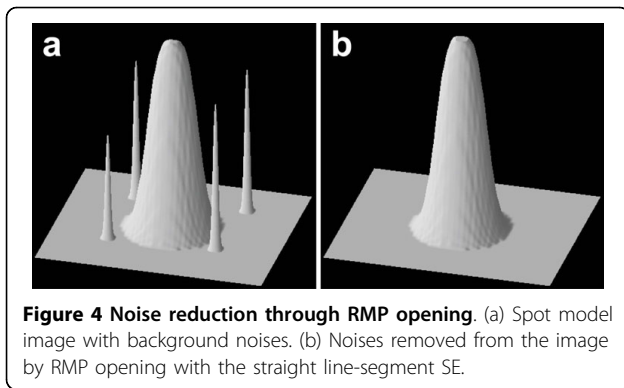 a
b
Figure 4 Noise reduction through RMP opening. (a) Spot model
image with background noises. (b) Noises removed from the image
by RMP opening with the straight line-segment SE.